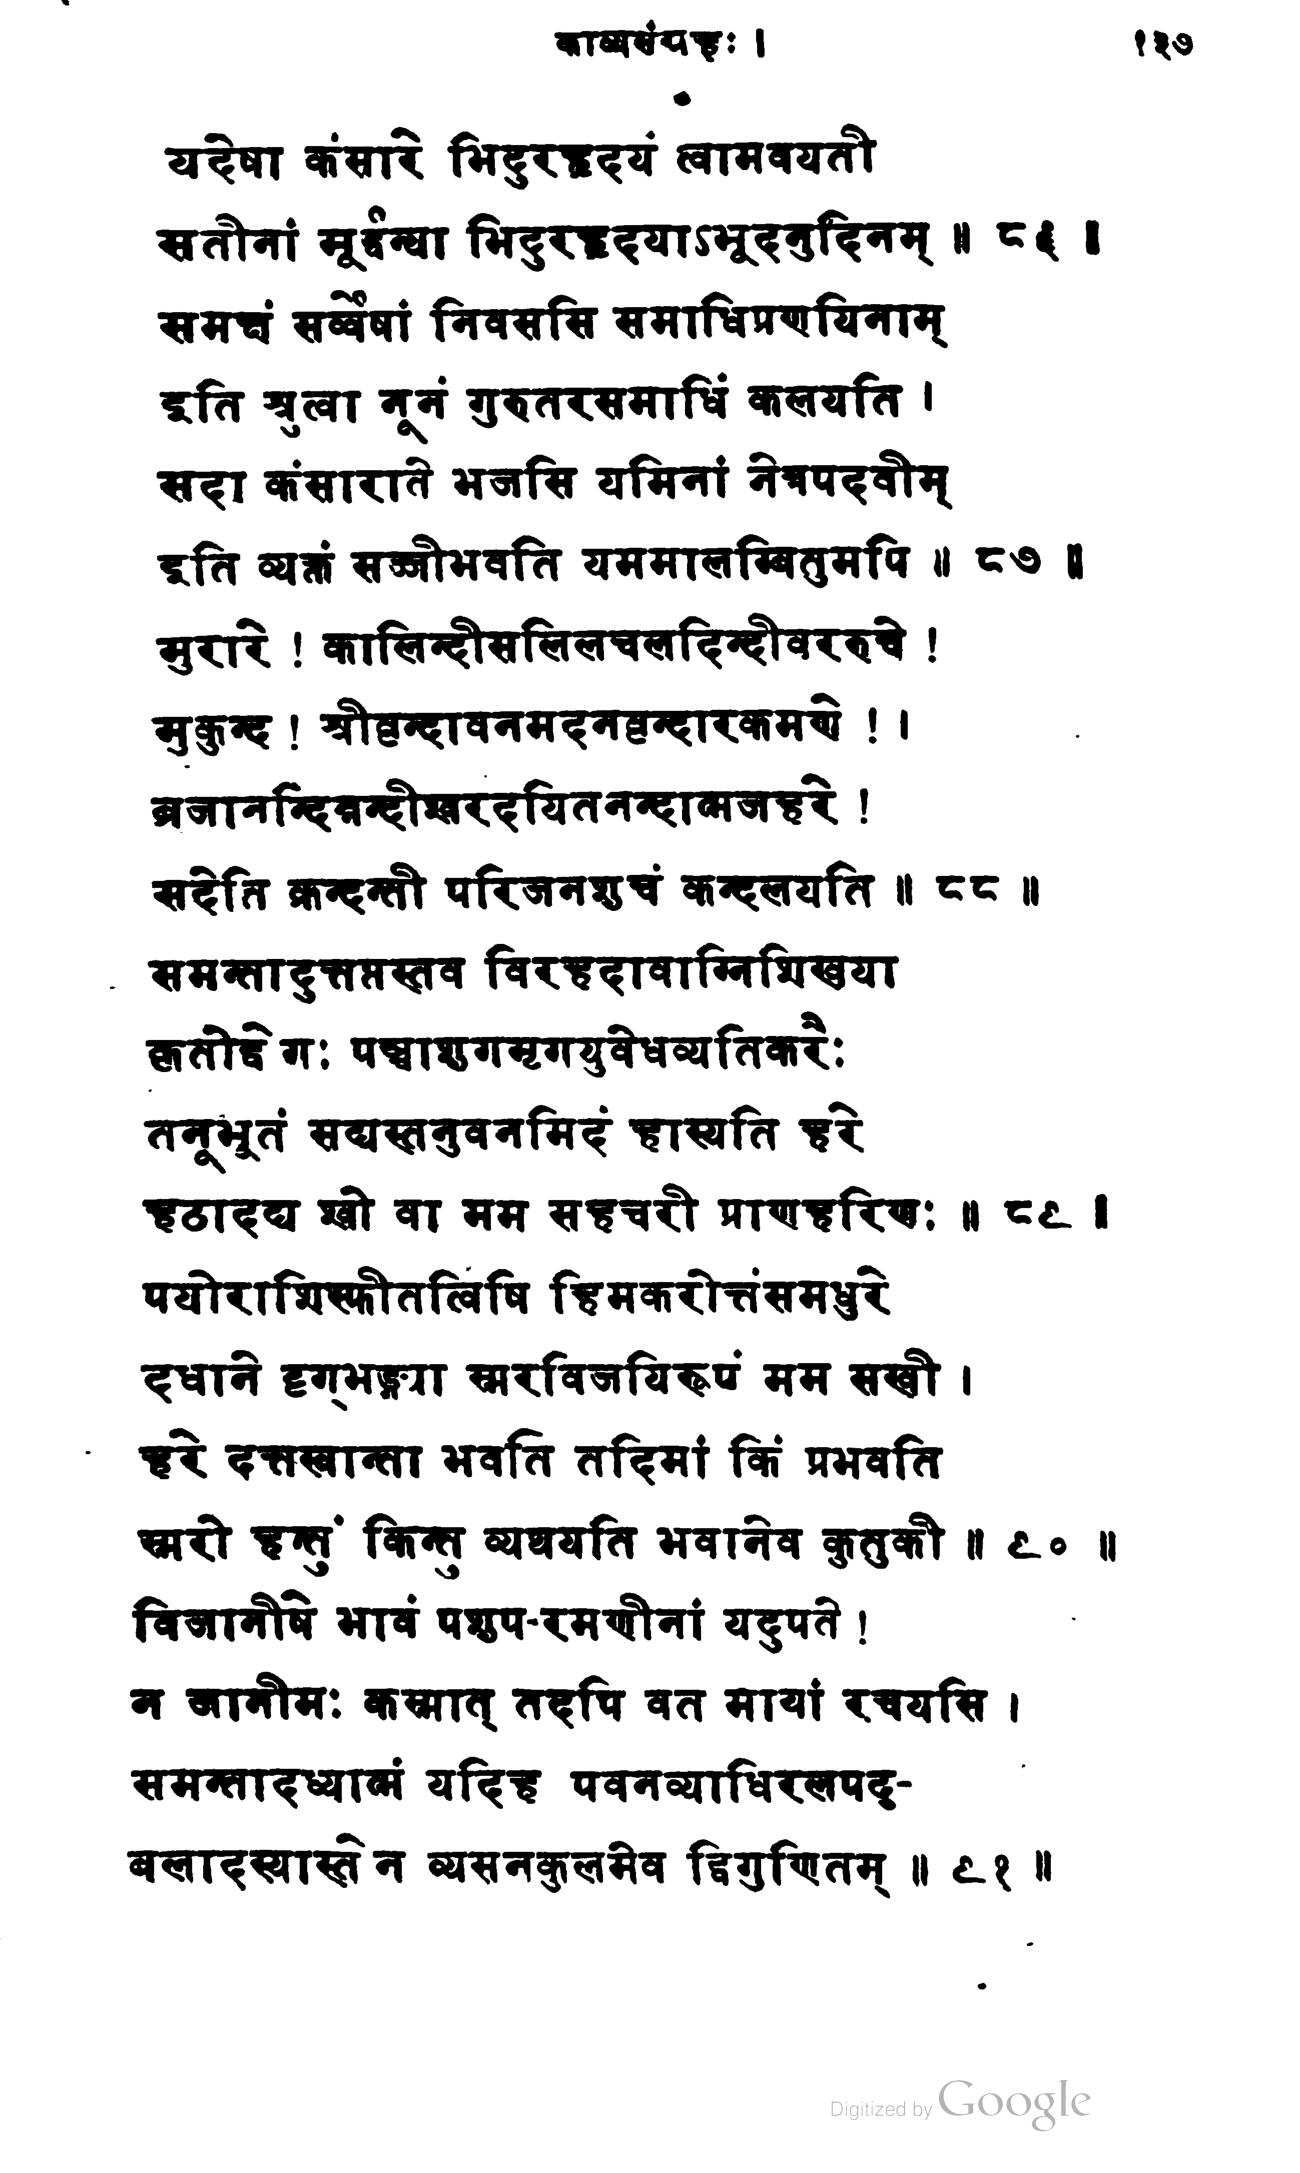 काव्यसंग्रहः । १३७
यदेषा कंसारे भिदुरहृदयं त्वामवयती
सतीनां मूर्द्धन्या भिदुरहृदयाऽभूदनुदिनम् ॥ ८६ ॥
समक्षं सर्व्वेषां निवससि समाधिप्रणयिनाम्
इति श्रुत्वा नूनं गुरुतरसमाधिं कलयति ।
सदा कंसाराते भजसि यमिनां नेत्रपदवीम्
इति व्यक्तं सज्जीभवति यममालम्बितुमपि ॥ ८७ ॥
मुरारे ! कालिन्दीसलिलचलदिन्दीवररुचे !
मुकुन्द ! श्रीवृन्दावनमदनवृन्दारकमणे ! ।
व्रजानन्दिन्नन्दीश्वरदयितनन्दात्मजहरे !
सदेति क्रन्दन्ती परिजनशुचं कन्दलयति ॥ ८८ ॥
समन्तादुत्तप्तस्तव विरहदावाग्निशिखया
कृतोद्वेगः पञ्चाशुगमृगयुवेधव्यतिकरैः
तनूभूतं सद्यस्तनुवनमिदं हास्यति हरे
हठादद्य श्वो वा मम सहचरी प्राणहरिणः ॥ ८९ ॥
पयोराशिस्फीतत्विषि हिमकरोत्तंसमधुरे
दधाने दृग्भङ्ग्या स्मरविजयिरूपं मम सखी ।
हरे दत्तस्वान्ता भवति तदिमां किं प्रभवति
स्मरो हन्तुं किन्तु व्यथयति भवानेव कुतुकी ॥ ९० ॥
विजानीषे भावं पशुप-रमणीनां यदुपते !
न जानीमः कस्मात् तदपि वत मायां रचयसि ।
समन्तादध्यात्मं यदिह पवनव्याधिरलपद्-
बलादस्यास्तेन व्यसनकुलमेव द्विगुणितम् ॥ ९१ ॥
Digitized by Google